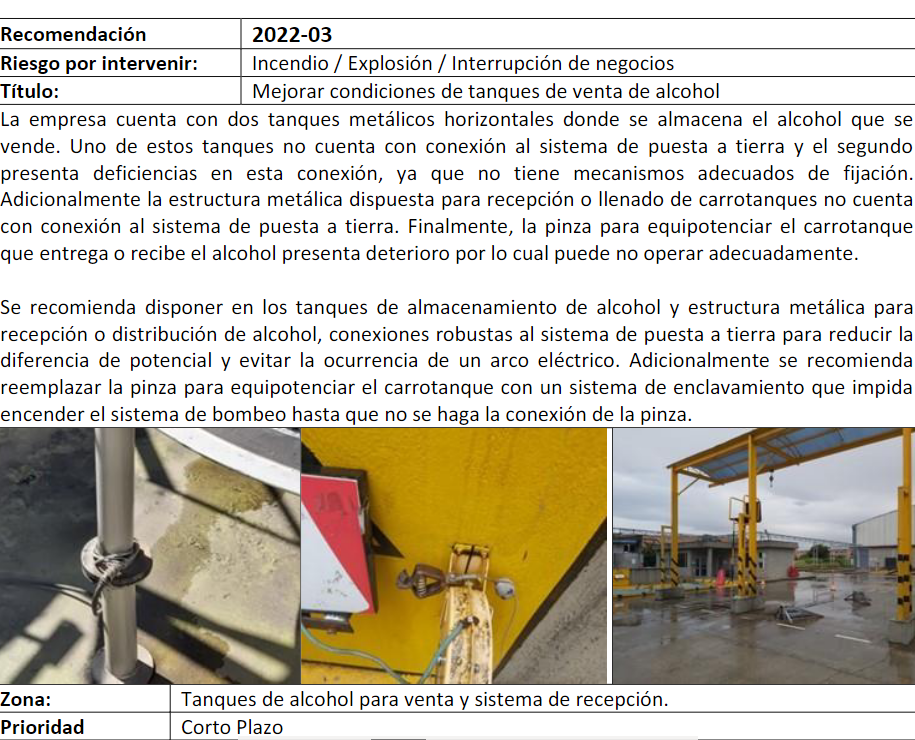 Recomendación 2022-03
Riesgo por intervenir: Incendio / Explosión / Interrupción de negocios
Título: Mejorar condiciones de tanques de venta de alcohol
La empresa cuenta con dos tanques metálicos horizontales donde se almacena el alcohol que se
vende. Uno de estos tanques no cuenta con conexión al sistema de puesta a tierra y el segundo
presenta deficiencias en esta conexión, ya que no tiene mecanismos adecuados de fijación.
Adicionalmente la estructura metálica dispuesta para recepción o llenado de carrotanques no cuenta
con conexión al sistema de puesta a tierra. Finalmente, la pinza para equipotenciar el carrotanque
que entrega o recibe el alcohol presenta deterioro por lo cual puede no operar adecuadamente.
Se recomienda disponer en los tanques de almacenamiento de alcohol y estructura metálica para
recepción o distribución de alcohol, conexiones robustas al sistema de puesta a tierra para reducir la
diferencia de potencial y evitar la ocurrencia de un arco eléctrico. Adicionalmente se recomienda
reemplazar la pinza para equipotenciar el carrotanque con un sistema de enclavamiento que impida
encender el sistema de bombeo hasta que no se haga la conexión de la pinza.
Zona: Tanques de alcohol para venta y sistema de recepción.
Prioridad Corto Plazo